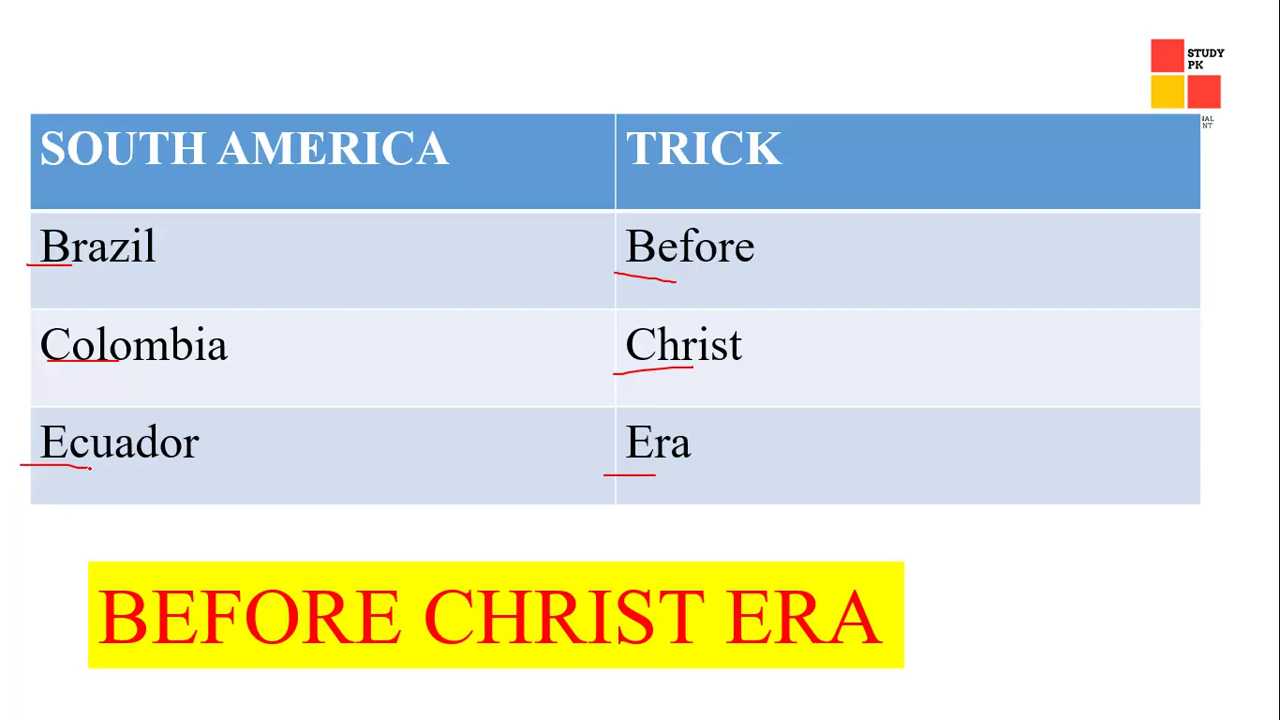 STUDY
PK
SOUTH AMERICA TRICK
Brazil Before
Colombia Christ
Ecuador Era
BEFORE CHRIST ERA